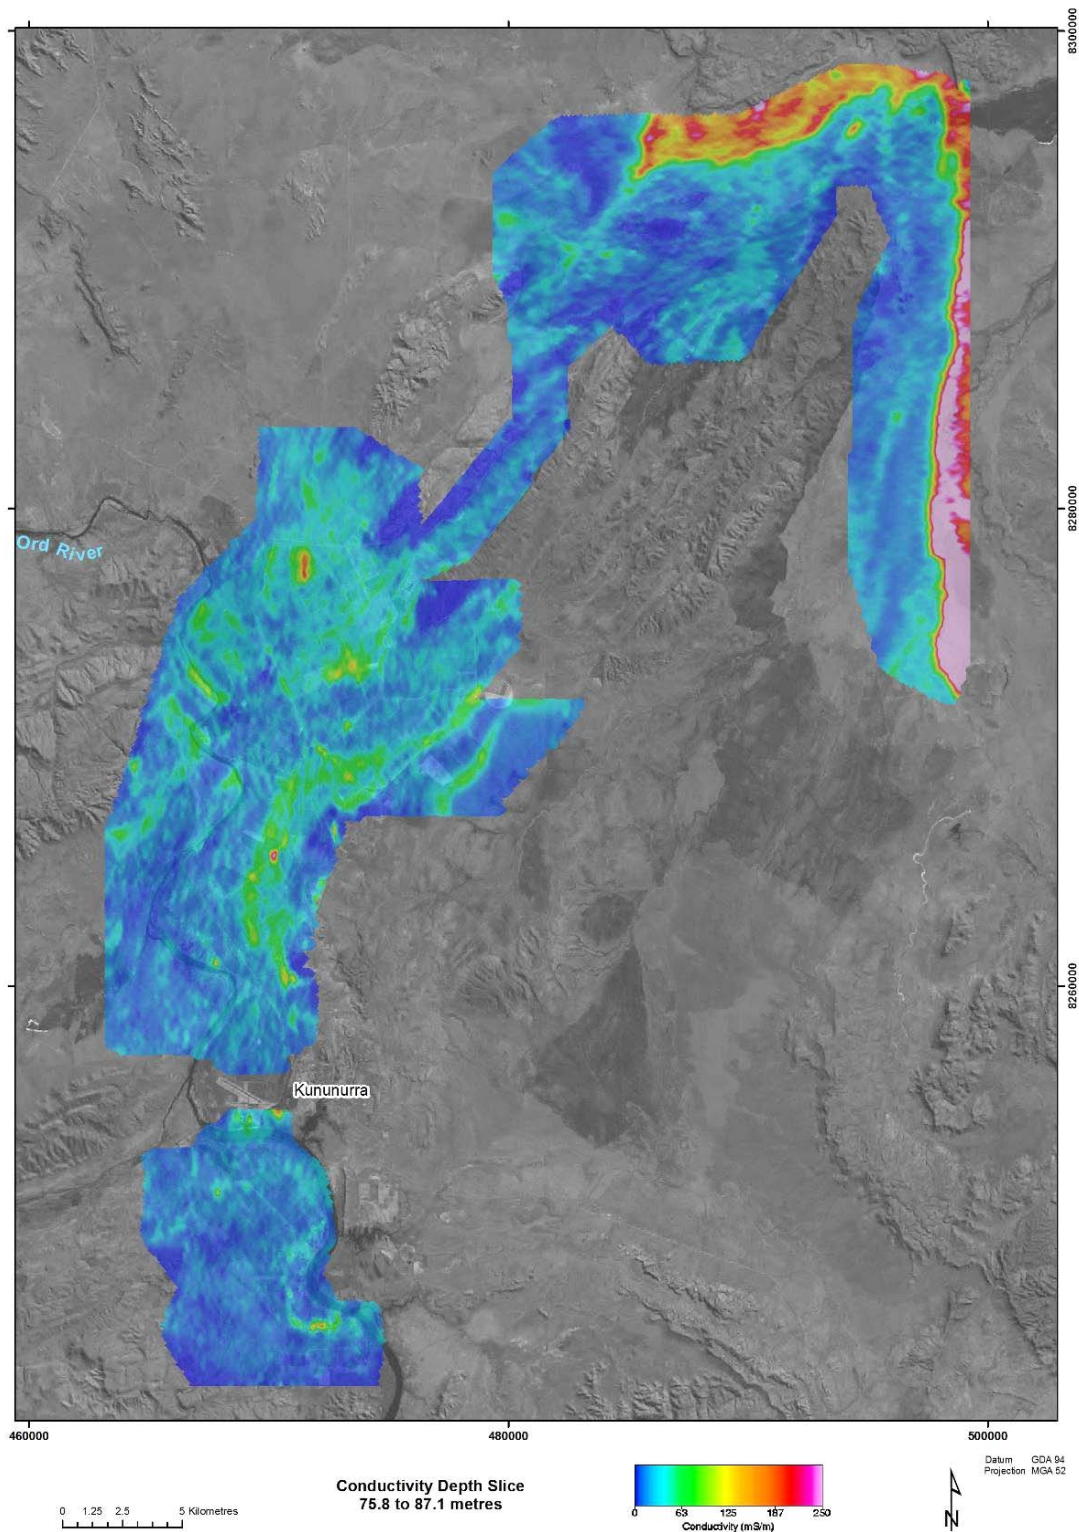 8300000
Ord River
8280000
8260000
Kununurra
460000
480000
500000
Conductivity Depth Slice
75.8 to 87.1 metres
0 1.25 2.5 5 Kilometres
0 63 125 187 250
Conductivity (mS/m)
Datum GDA 94
Projection MGA 52
N